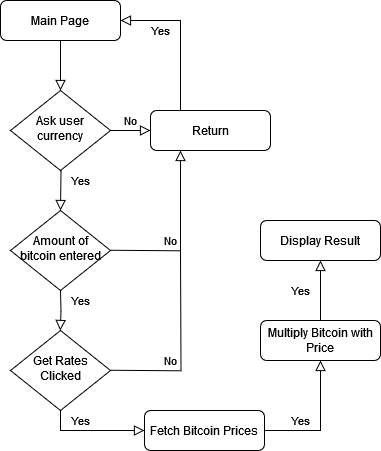 Main Page
Yes
Ask user
currency
No
Return
Yes
Amount of
bitcoin entered
No
Display Result
Yes
Yes
Multiply Bitcoin with
Price
Get Rates
Clicked
No
Yes
Fetch Bitcoin Prices
Yes